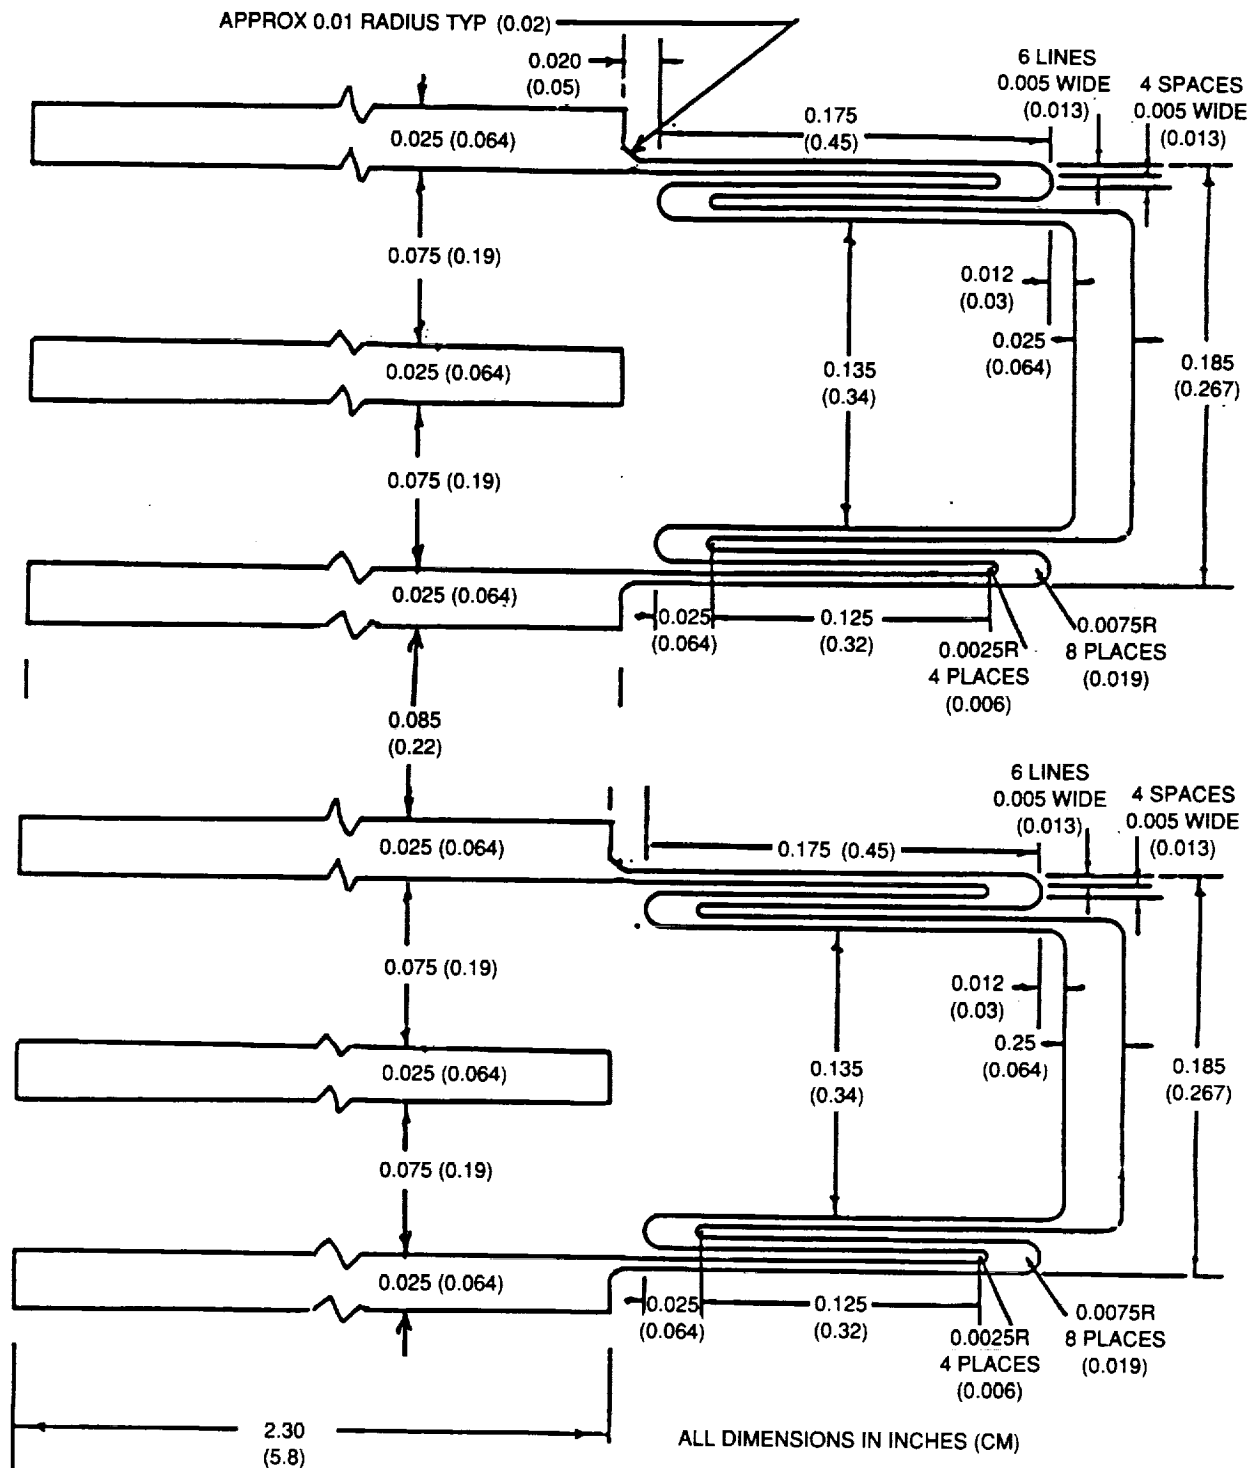 APPROX 0.01 RADIUS TYP (0.02)
0.020
(0.05)
6 LINES
0.005 WIDE
(0.013)
4 SPACES
0.005 WIDE
(0.013)
0.175
(0.45)
0.025 (0.064)
0.075 (0.19)
0.012
(0.03)
0.025
(0.064)
0.185
(0.267)
0.135
(0.34)
0.025 (0.064)
0.075 (0.19)
0.025 (0.064)
0.025
(0.064)
0.125
(0.32)
0.0025R
4 PLACES
(0.006)
0.0075R
8 PLACES
(0.019)
0.085
(0.22)
6 LINES
0.005 WIDE
(0.013)
4 SPACES
0.005 WIDE
(0.013)
0.175 (0.45)
0.025 (0.064)
0.075 (0.19)
0.012
(0.03)
0.25
(0.064)
0.185
(0.267)
0.135
(0.34)
0.025 (0.064)
0.075 (0.19)
0.025 (0.064)
0.025
(0.064)
0.125
(0.32)
0.0025R
4 PLACES
(0.006)
0.0075R
8 PLACES
(0.019)
2.30
(5.8)
ALL DIMENSIONS IN INCHES (CM)